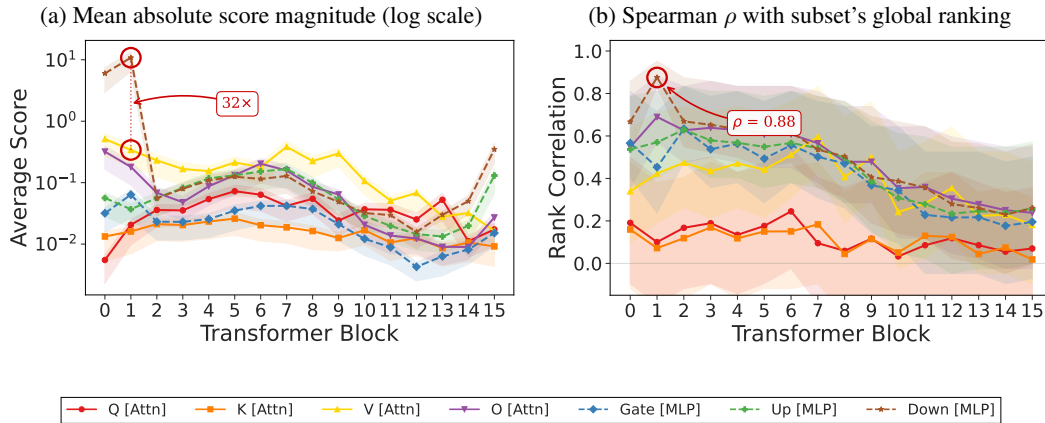 (a) Mean absolute score magnitude (log scale)
(b) Spearman ρ with subset's global ranking
Average Score
10¹
10⁰
10⁻¹
10⁻²
32×
0 1 2 3 4 5 6 7 8 9 10 11 12 13 14 15
Transformer Block
Rank Correlation
1.0
0.8
0.6
0.4
0.2
0.0
ρ = 0.88
0 1 2 3 4 5 6 7 8 9 10 11 12 13 14 15
Transformer Block
Q [Attn] K [Attn] V [Attn] O [Attn] Gate [MLP] Up [MLP] Down [MLP]